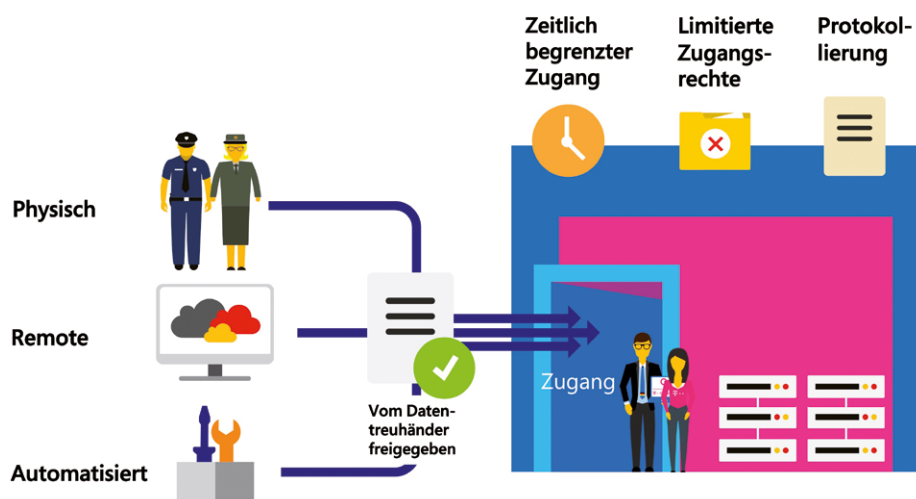 Zeitlich
begrenzter
Zugang
Limitierte
Zugangs-
rechte
Protokol-
lierung
Physisch
Remote
Automatisiert
Vom Daten-
treuhänder
freigegeben
Zugang